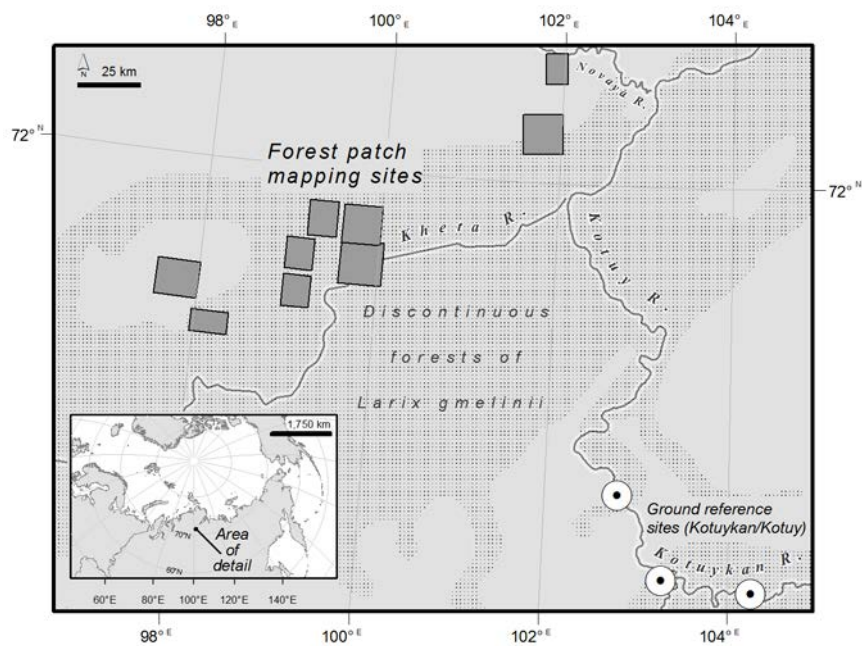 98° E
100° E
102° E
104° E
N
25 km
72° N
Novaya R.
Forest patch
mapping sites
72° N
Kheta R.
Kotuy R.
Discontinuous
forests of
Larix gmelinii
1,750 km
Ground reference
sites (Kotuykan/Kotuy)
Area
of
detail
70°N
60°N
Kotuykan R.
60°E
80°E
100°E
120°E
140°E
98° E
100° E
102° E
104° E